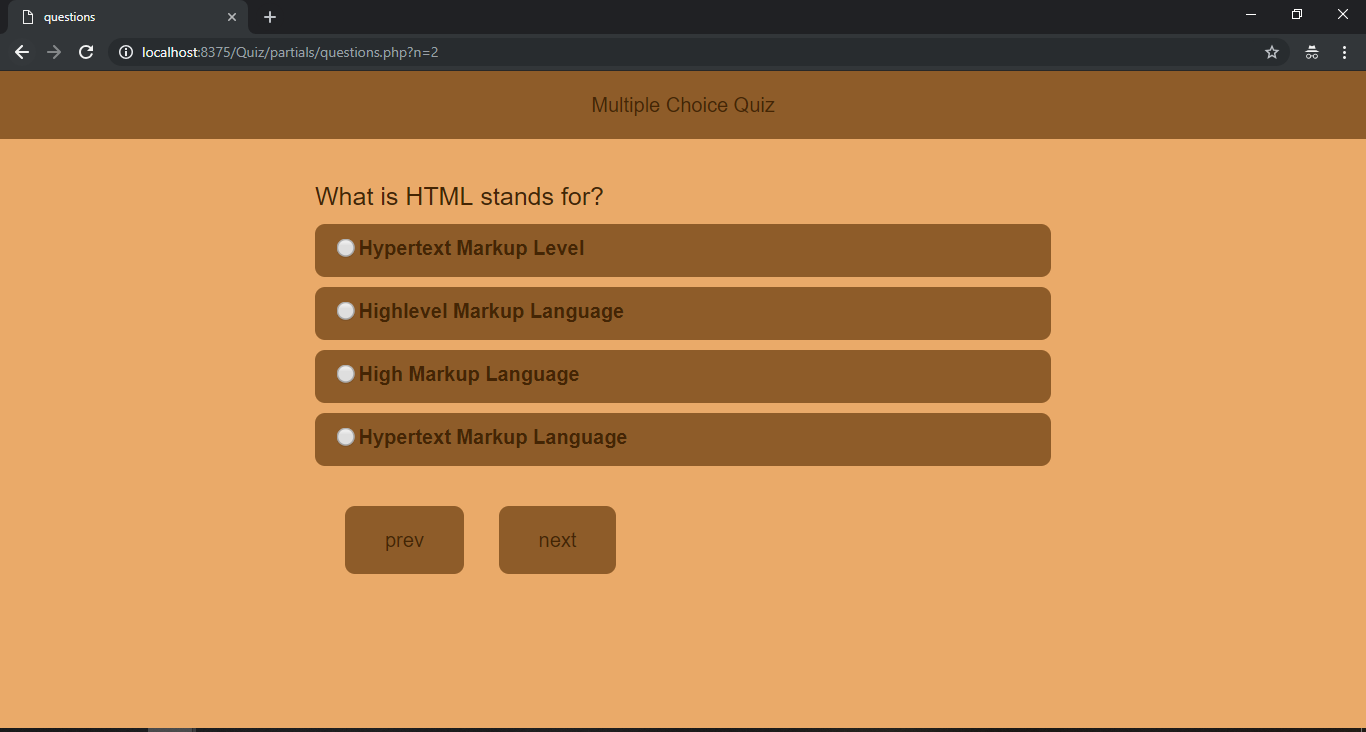 questions
localhost:8375/Quiz/partials/questions.php?n=2
Multiple Choice Quiz
What is HTML stands for?
Hypertext Markup Level
Highlevel Markup Language
High Markup Language
Hypertext Markup Language
prev next